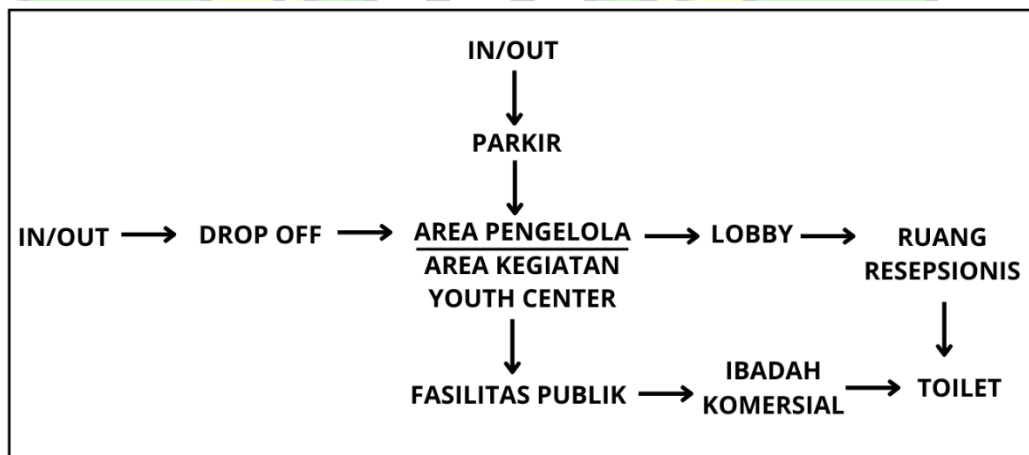 IN/OUT
PARKIR
IN/OUT
DROP OFF
AREA PENGELOLA
AREA KEGIATAN
YOUTH CENTER
LOBBY
RUANG
RESEPSIONIS
FASILITAS PUBLIK
IBADAH
KOMERSIAL
TOILET